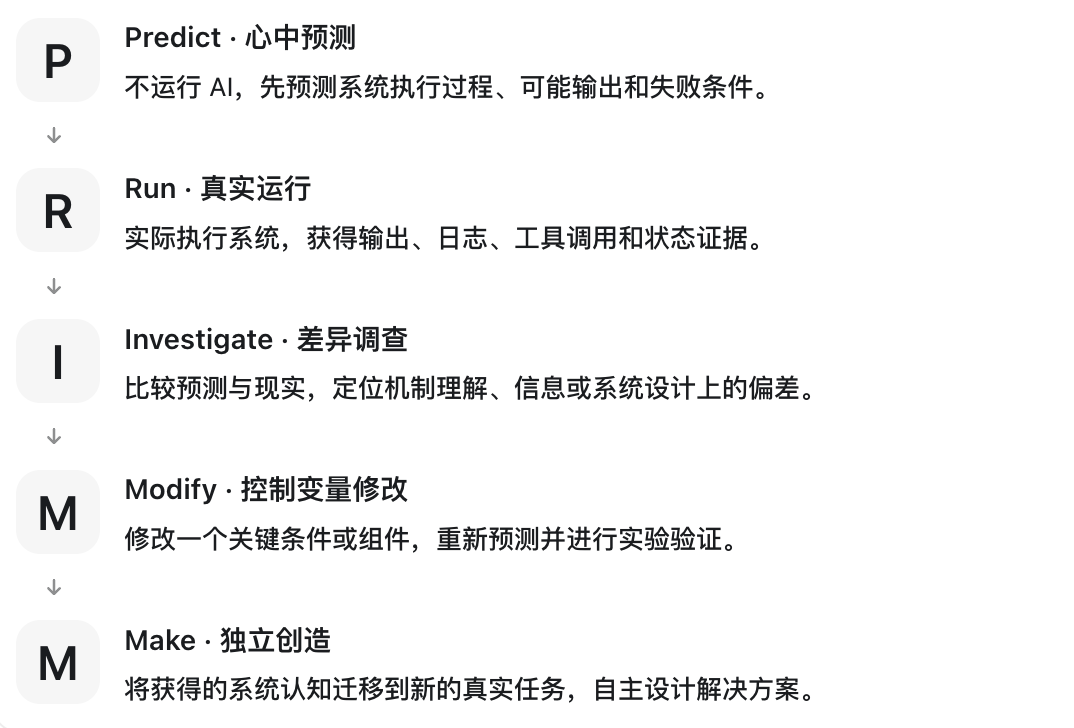 P
Predict · 心中预测
不运行 AI，先预测系统执行过程、可能输出和失败条件。
↓
R
Run · 真实运行
实际执行系统，获得输出、日志、工具调用和状态证据。
↓
I
Investigate · 差异调查
比较预测与现实，定位机制理解、信息或系统设计上的偏差。
↓
M
Modify · 控制变量修改
修改一个关键条件或组件，重新预测并进行实验验证。
↓
M
Make · 独立创造
将获得的系统认知迁移到新的真实任务，自主设计解决方案。